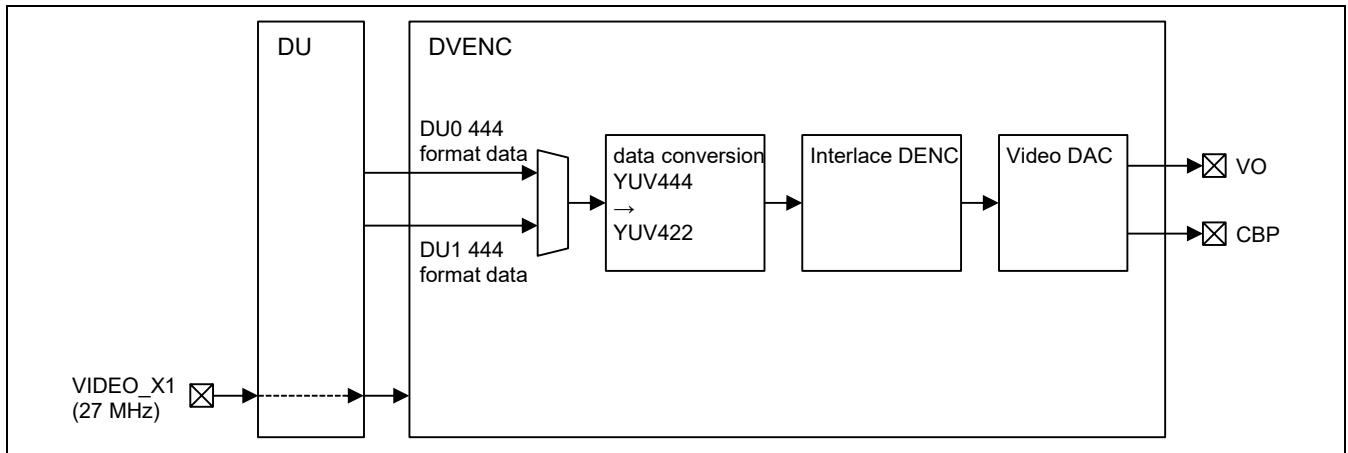 DU
DVENC
DU0 444
format data
data conversion
YUV444
→
YUV422
Interlace DENC
Video DAC
VO
CBP
DU1 444
format data
VIDEO_X1
(27 MHz)